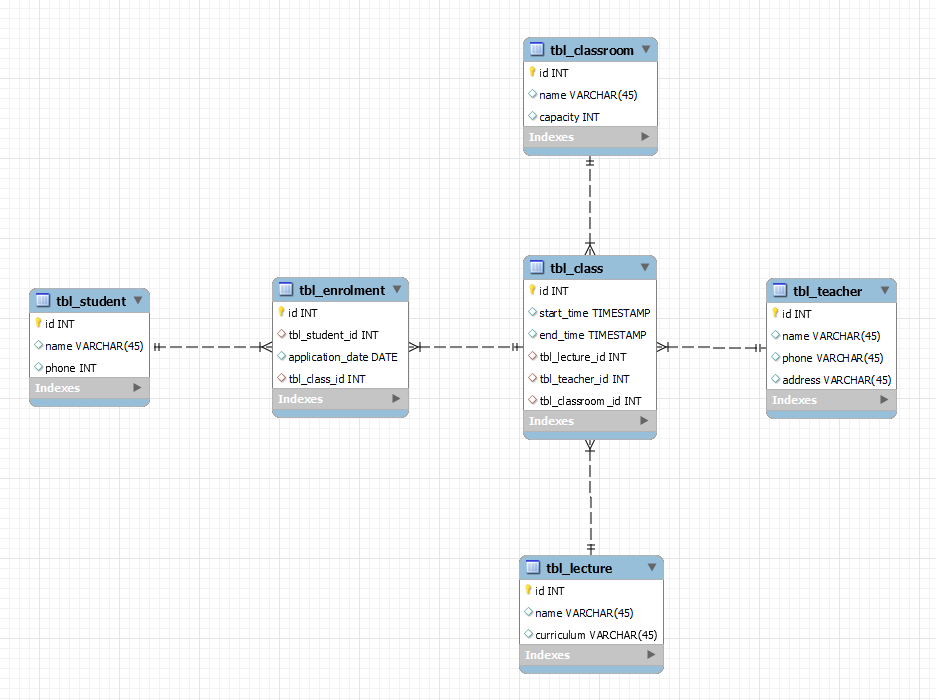 tbl_classroom
id INT
name VARCHAR(45)
capacity INT
Indexes
tbl_student
id INT
name VARCHAR(45)
phone INT
Indexes
tbl_enrolment
id INT
tbl_student_id INT
application_date DATE
tbl_class_id INT
Indexes
tbl_class
id INT
start_time TIMESTAMP
end_time TIMESTAMP
tbl_lecture_id INT
tbl_teacher_id INT
tbl_classroom _id INT
Indexes
tbl_teacher
id INT
name VARCHAR(45)
phone VARCHAR(45)
address VARCHAR(45)
Indexes
tbl_lecture
id INT
name VARCHAR(45)
curriculum VARCHAR(45)
Indexes